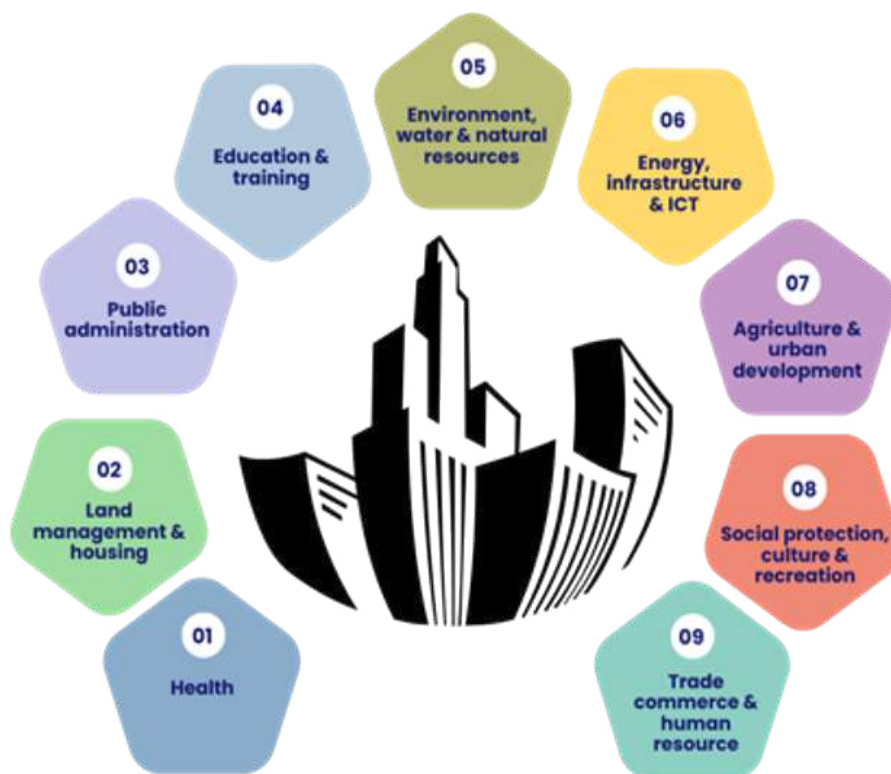 01
Health
02
Land
management &
housing
03
Public
administration
04
Education &
training
05
Environment,
water & natural
resources
06
Energy,
infrastructure
& ICT
07
Agriculture &
urban
development
08
Social protection,
culture &
recreation
09
Trade
commerce &
human
resource